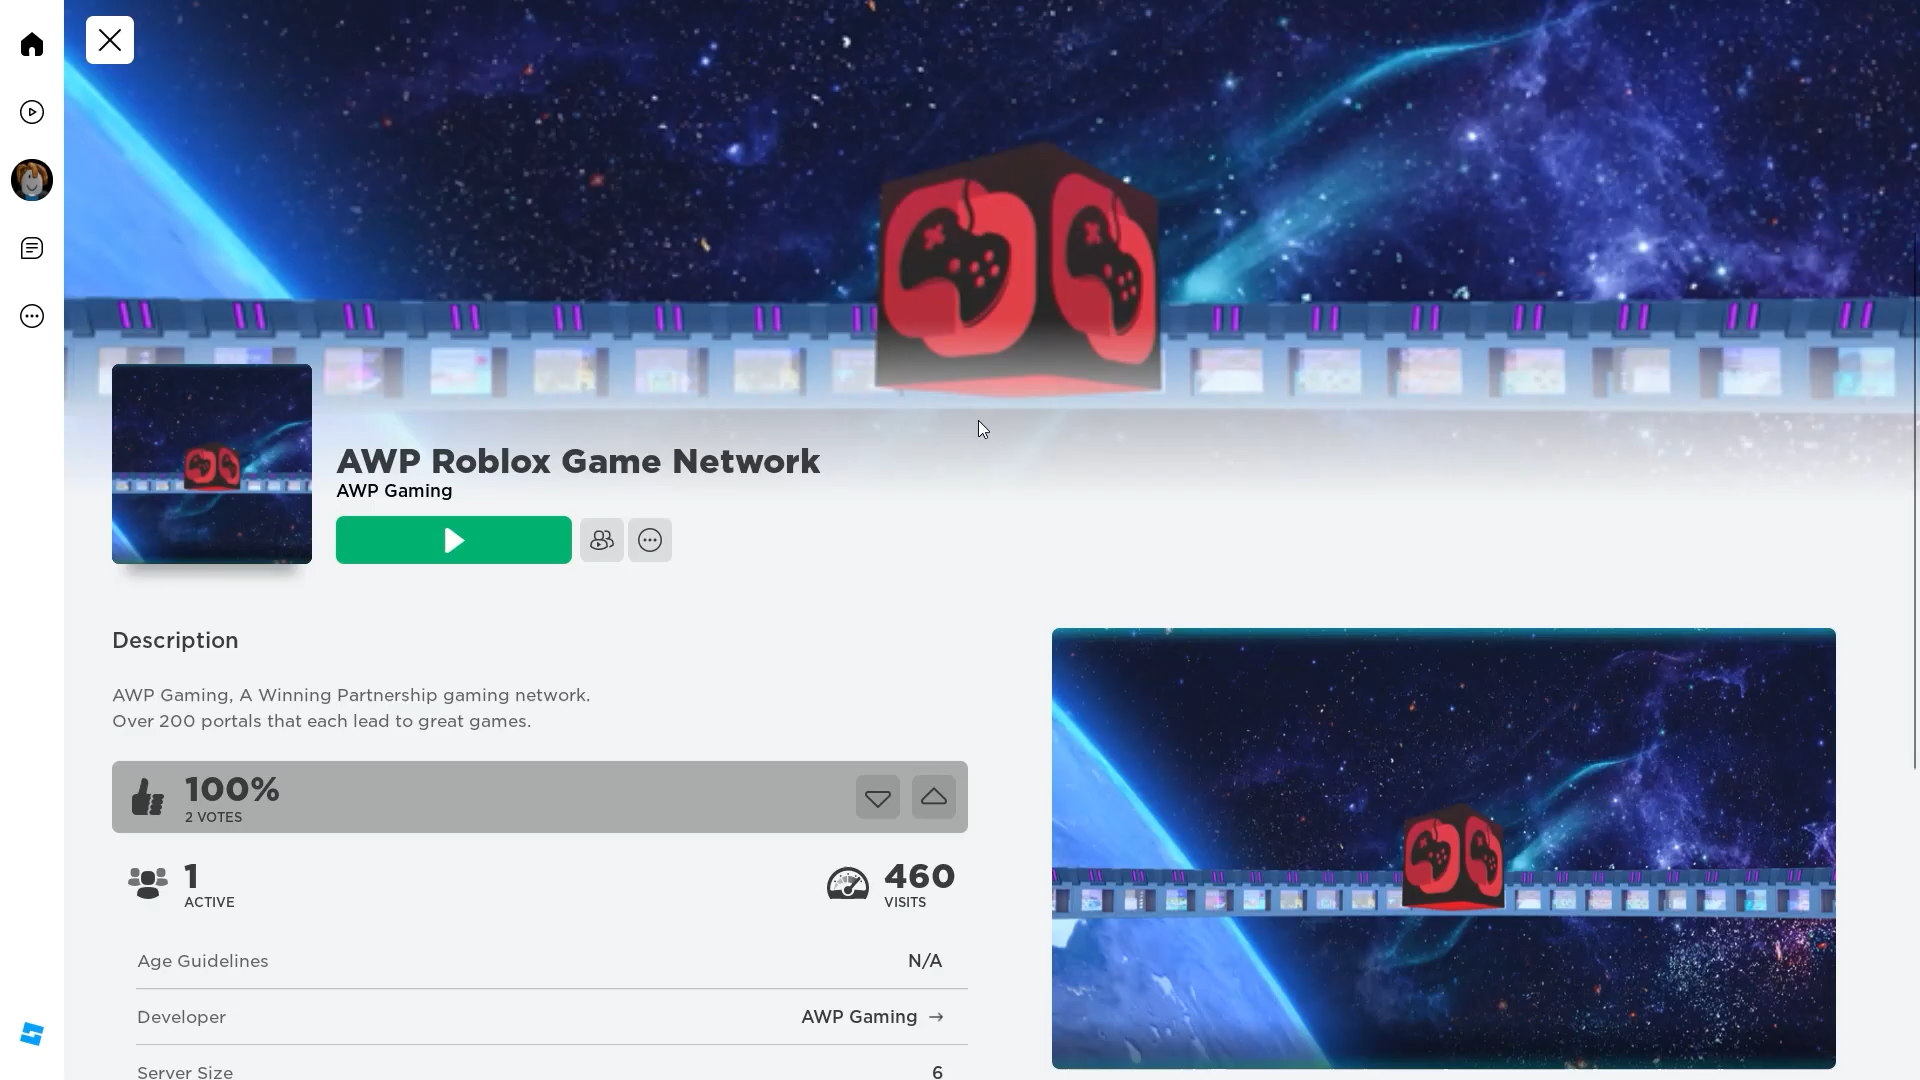 AWP Roblox Game Network
AWP Gaming
Description
AWP Gaming, A Winning Partnership gaming network.
Over 200 portals that each lead to great games.
100%
2 VOTES
1
ACTIVE
460
VISITS
Age Guidelines N/A
Developer AWP Gaming →
Server Size 6